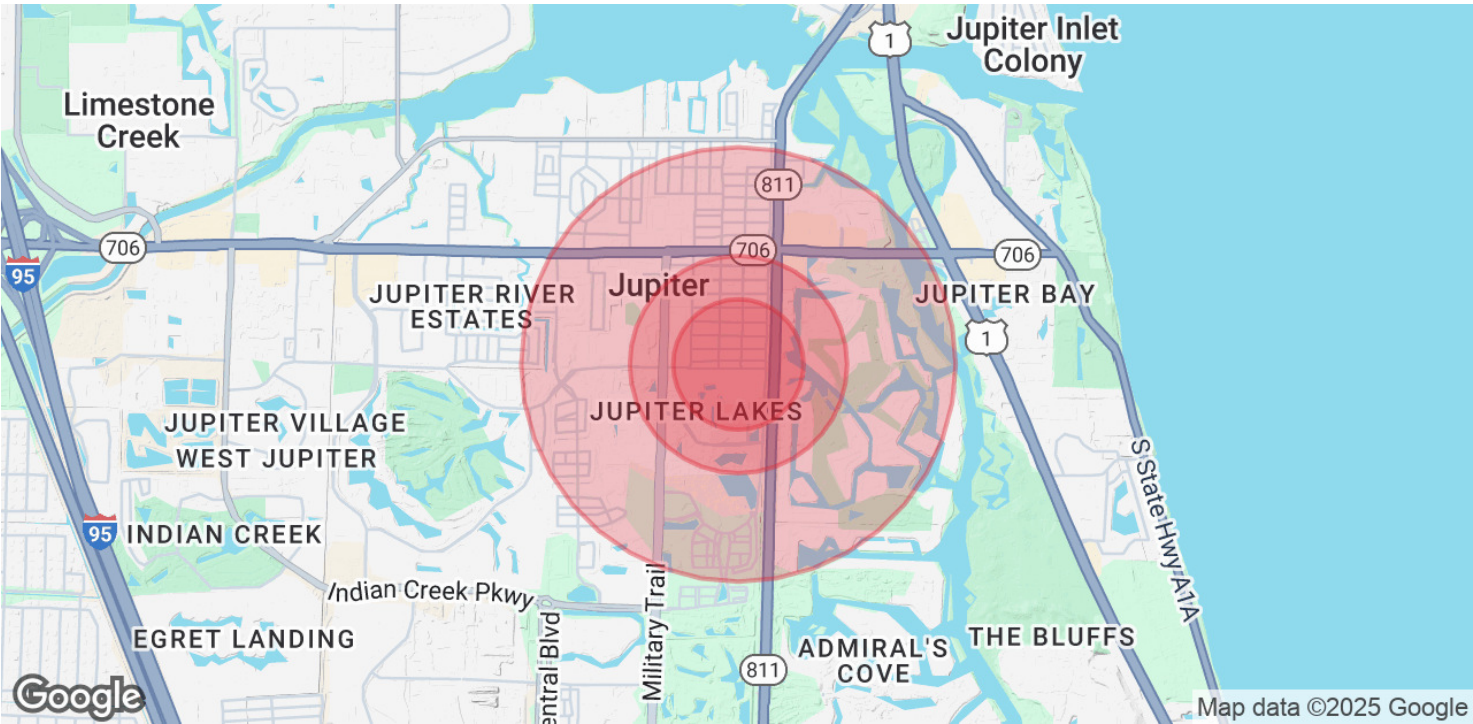 Jupiter Inlet
Colony
1
Limestone
Creek
811
706
706
706
95
Jupiter
JUPITER RIVER
ESTATES
JUPITER BAY
1
JUPITER LAKES
JUPITER VILLAGE
WEST JUPITER
S State Hwy A1A
95
INDIAN CREEK
Indian Creek Pkwy
Military Trail
entral Blvd
EGRET LANDING
ADMIRAL'S
COVE
THE BLUFFS
811
Google
Map data ©2025 Google